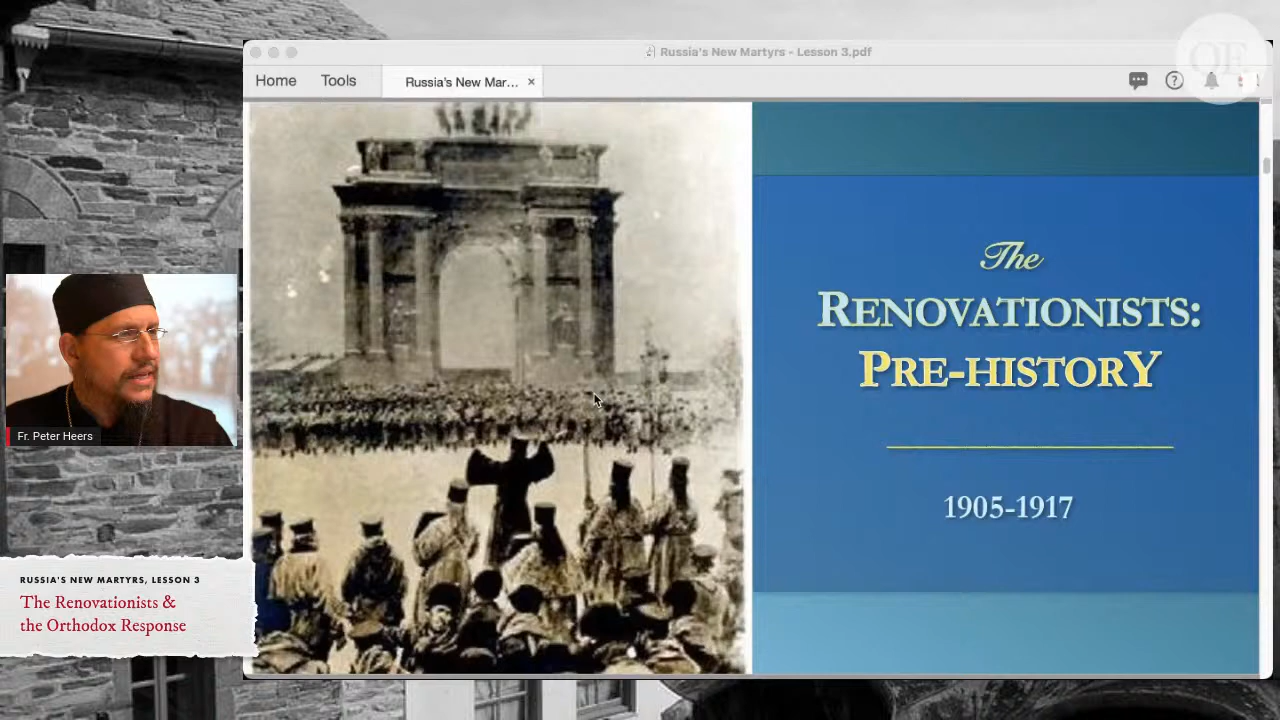 Russia's New Martyrs - Lesson 3.pdf
Home
Tools
Russia's New Mar... ×
OE
The
RENOVATIONISTS:
PRE-HISTORY
1905-1917
Fr. Peter Heers
RUSSIA'S NEW MARTYRS, LESSON 3
The Renovationists &
the Orthodox Response